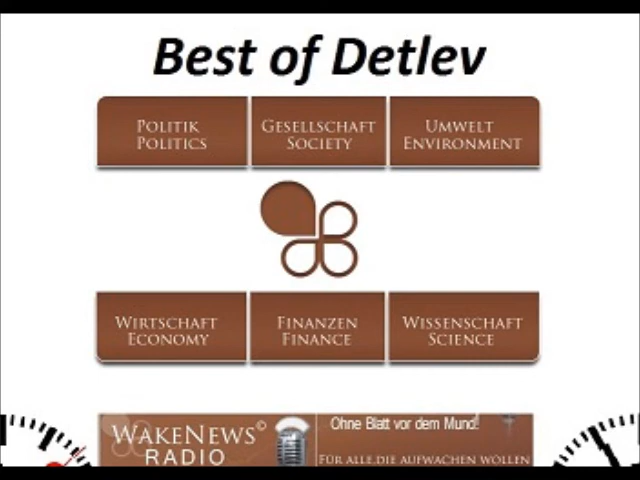 Best of Detlev
POLITIK
POLITICS
GESELLSCHAFT
SOCIETY
UMWELT
ENVIRONMENT
WIRTSCHAFT
ECONOMY
FINANZEN
FINANCE
WISSENSCHAFT
SCIENCE
WAKENEWS©
RADIO
Ohne Blatt vor dem Mund!
FÜR ALLE,DIE AUFWACHEN WOLLEN